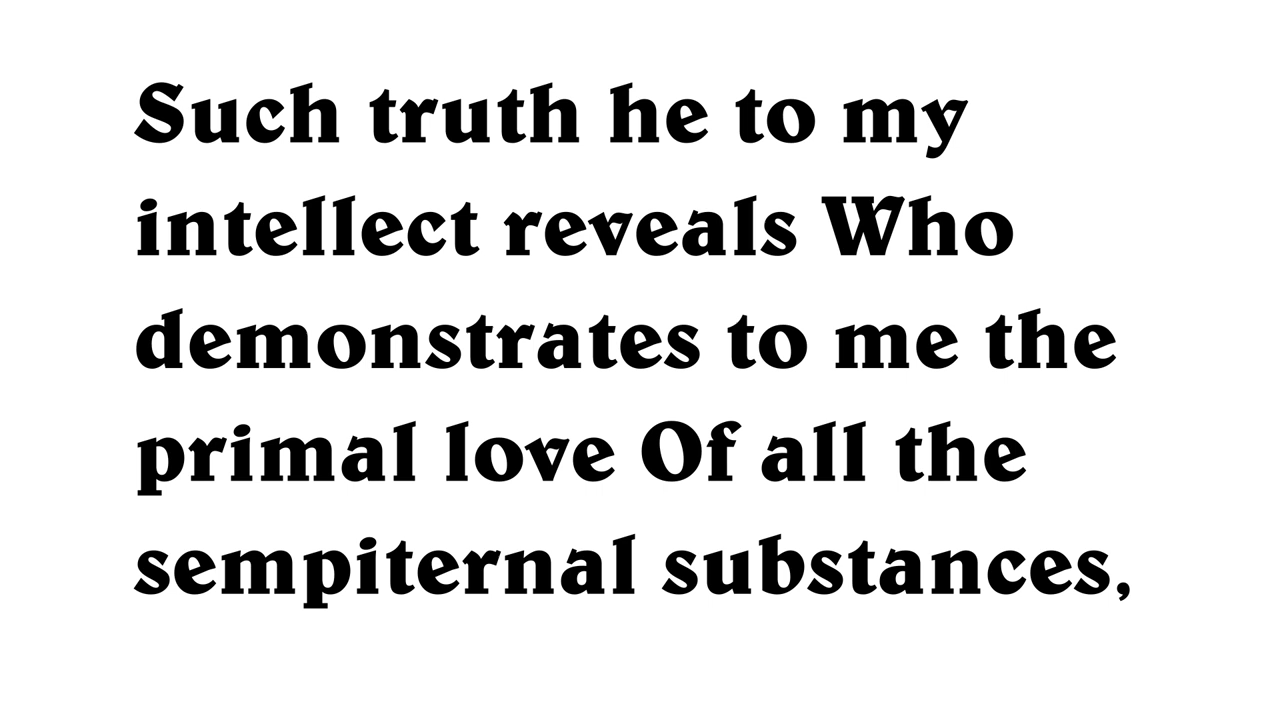 Such truth he to my
intellect reveals Who
demonstrates to me the
primal love Of all the
sempiternal substances,